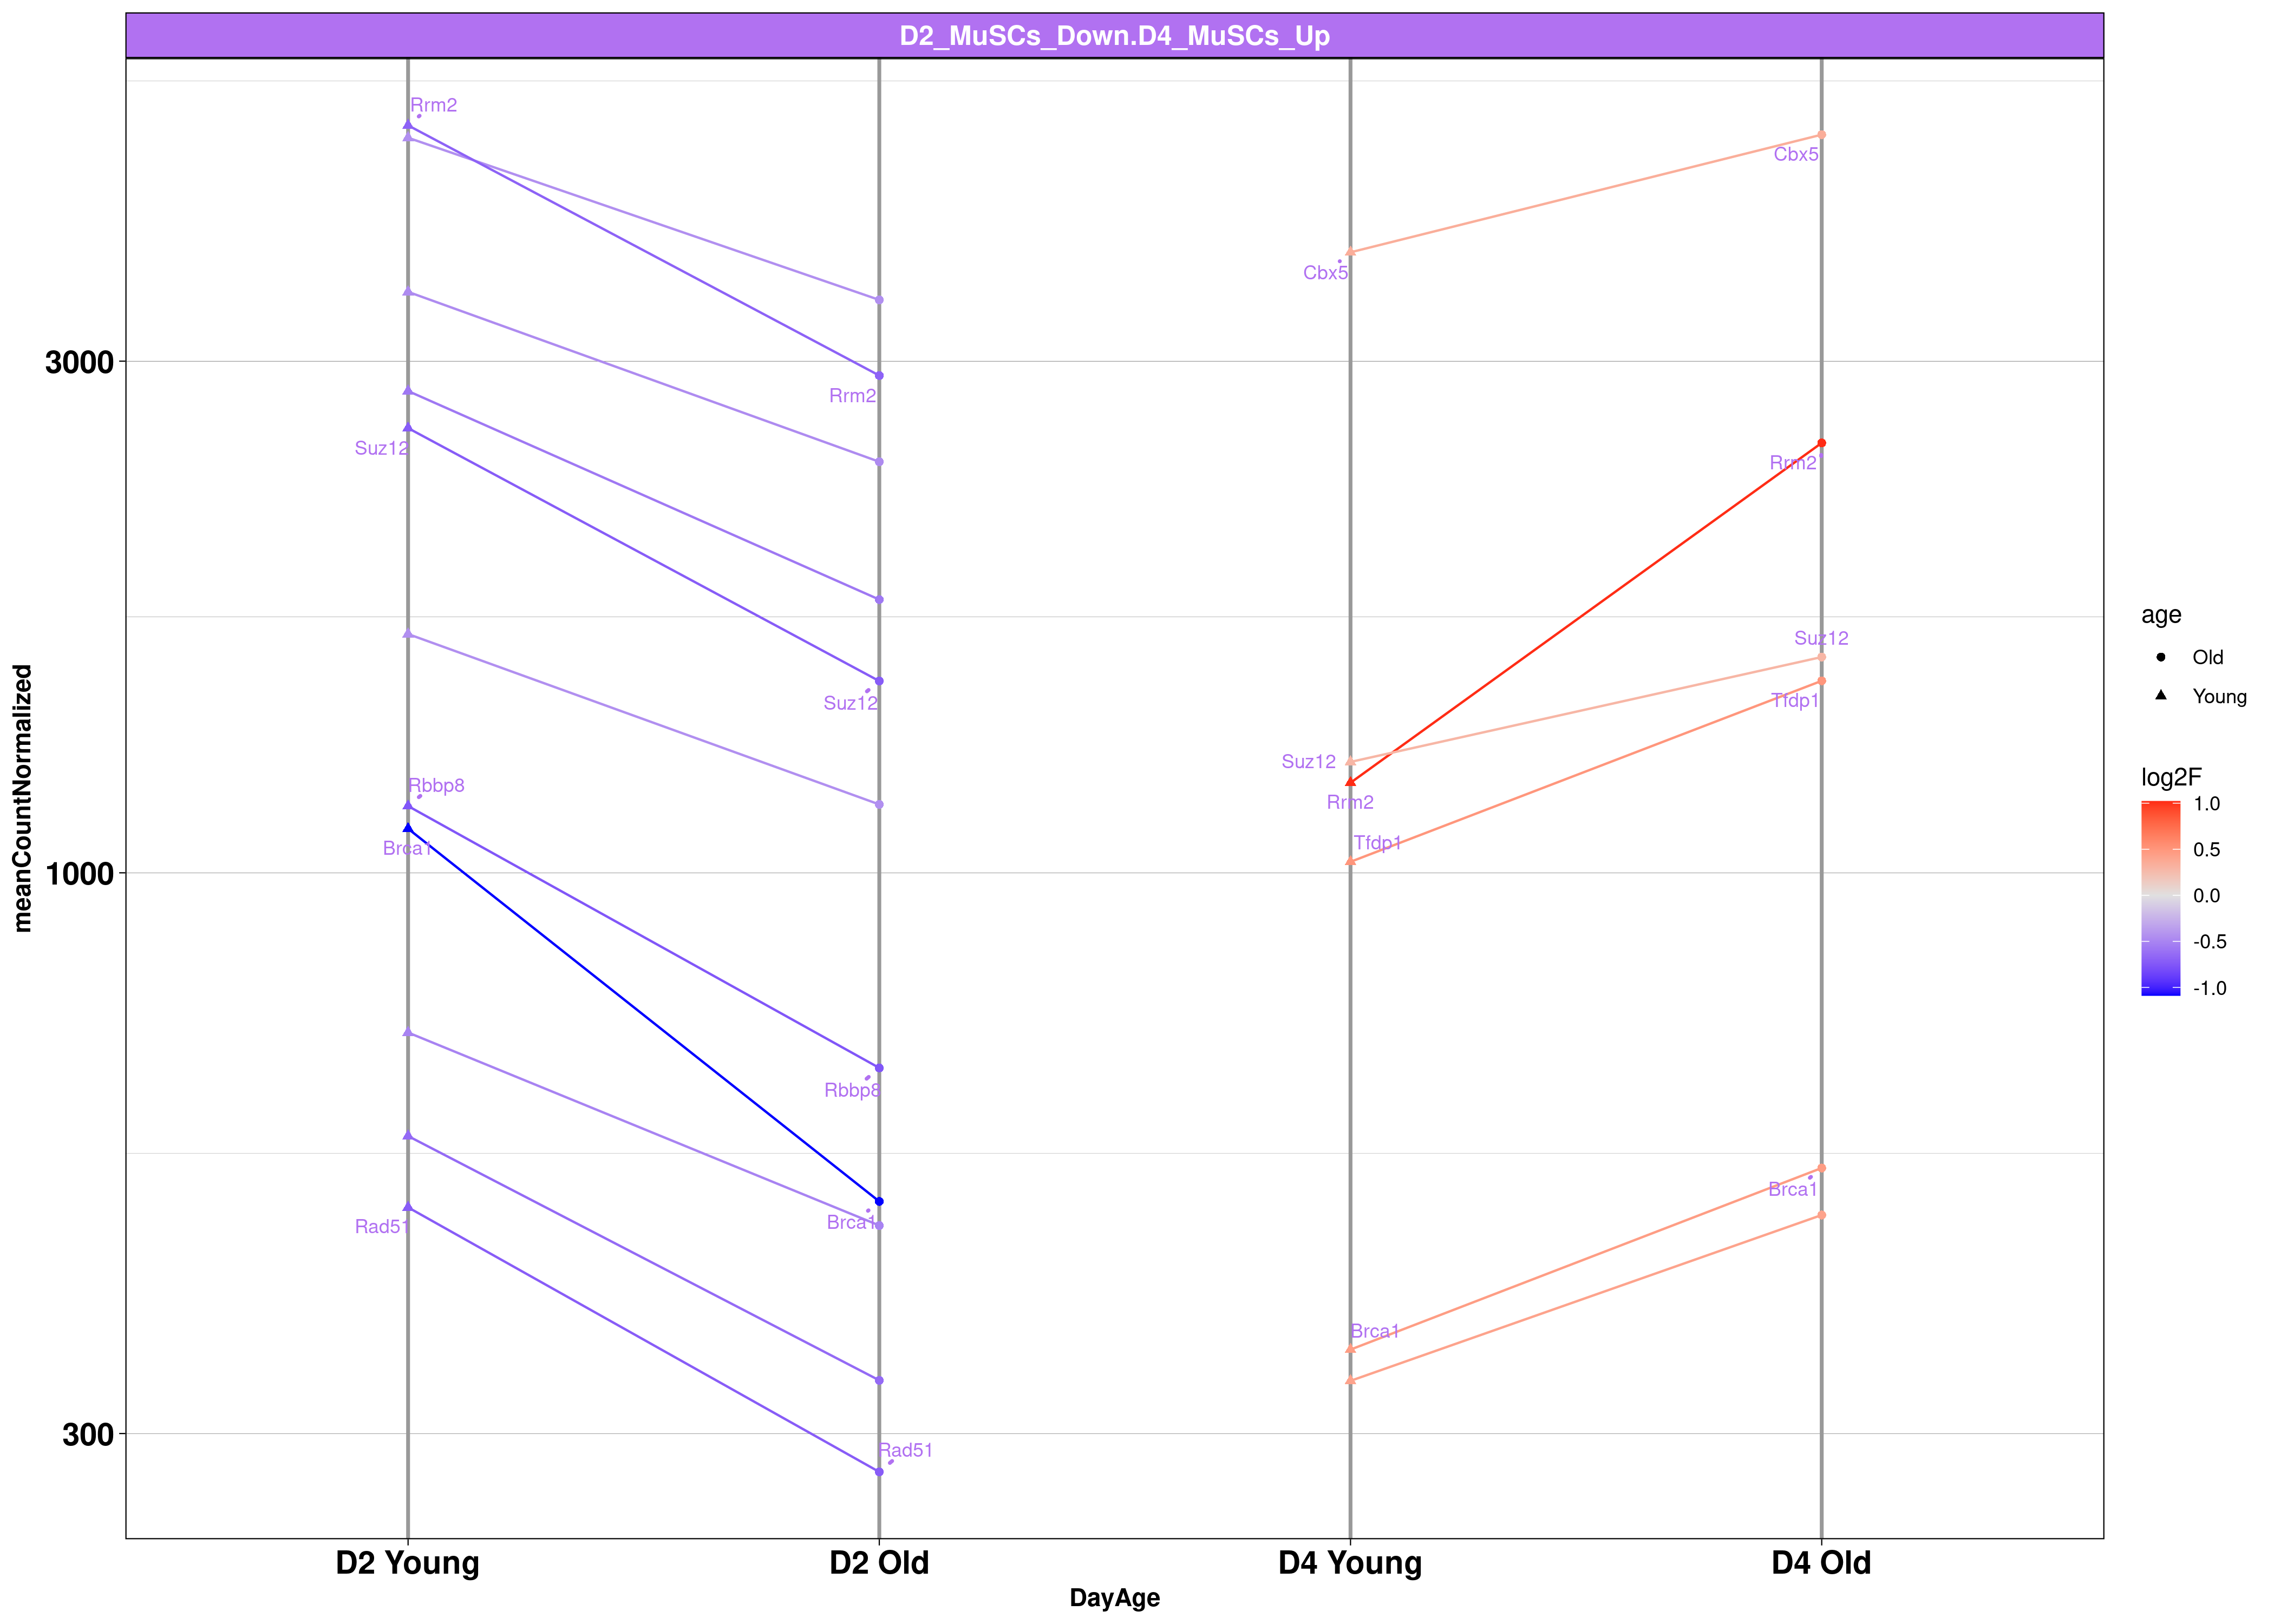 D2_MuSCs_Down.D4_MuSCs_Up
Rrm2
Cbx5
Cbx5
3000
Rrm2
Suz12
Rrm2
Suz12
Suz12
Tfdp1
Suz12
Rbbp8
Rrm2
Tfdp1
Brca1
1000
Rbbp8
Brca1
Rad51
Brca1
Brca1
300
Rad51
meanCountNormalized
D2 Young
D2 Old
D4 Young
D4 Old
DayAge
age
Old
Young
log2F
1.0
0.5
0.0
-0.5
-1.0